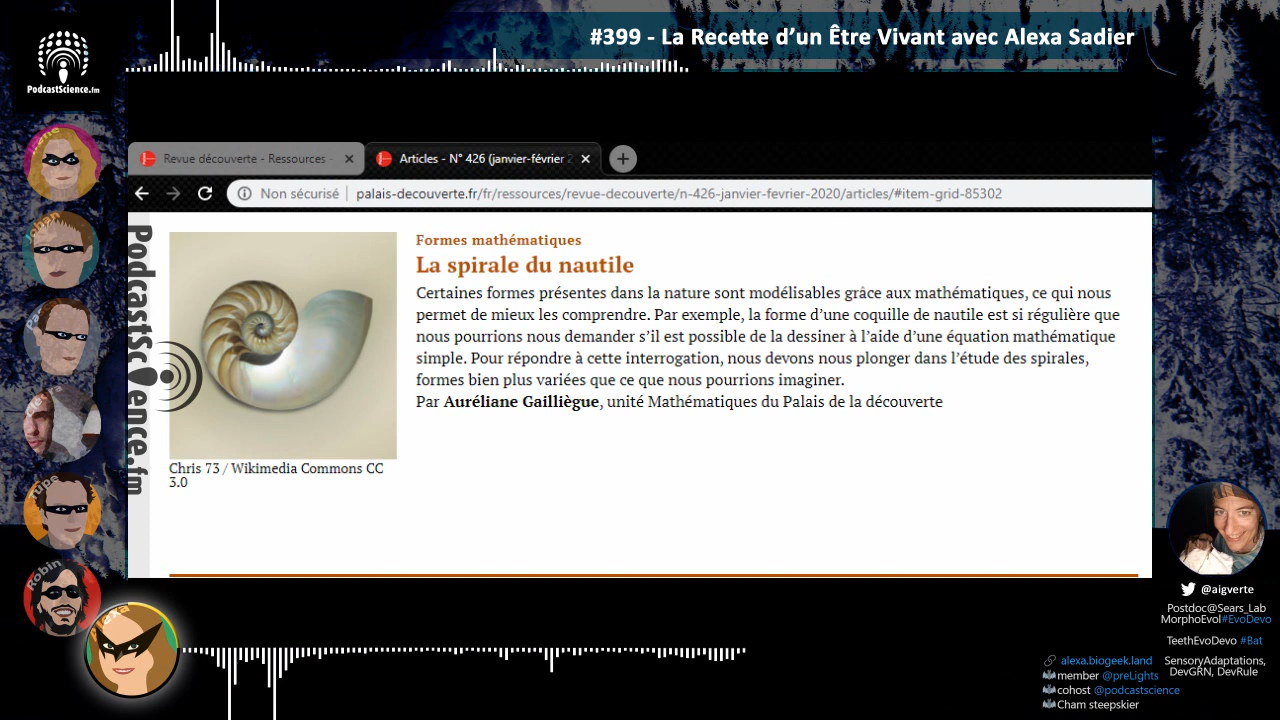 #399 - La Recette d'un Être Vivant avec Alexa Sadier
PodcastScience.fm
Revue découverte - Ressources -
Articles - N° 426 (janvier-février 2
Non sécurisé
palais-decouverte.fr/fr/ressources/revue-decouverte/n-426-janvier-fevrier-2020/articles/#item-grid-85302
Formes mathématiques
La spirale du nautile
Certaines formes présentes dans la nature sont modélisables grâce aux mathématiques, ce qui nous
permet de mieux les comprendre. Par exemple, la forme d'une coquille de nautile est si régulière que
nous pourrions nous demander s'il est possible de la dessiner à l'aide d'une équation mathématique
simple. Pour répondre à cette interrogation, nous devons nous plonger dans l'étude des spirales,
formes bien plus variées que ce que nous pourrions imaginer.
Par Auréliane Gailliègue, unité Mathématiques du Palais de la découverte
Chris 73 / Wikimedia Commons CC
3.0
PodcastScience.fm
Robin
Alexa
@aigverte
Postdoc@Sears_Lab
MorphoEvol#EvoDevo
TeethEvoDevo #Bat
SensoryAdaptations,
DevGRN, DevRule
alexa.biogeek.land
member @preLights
cohost @podcastscience
Cham steepskier